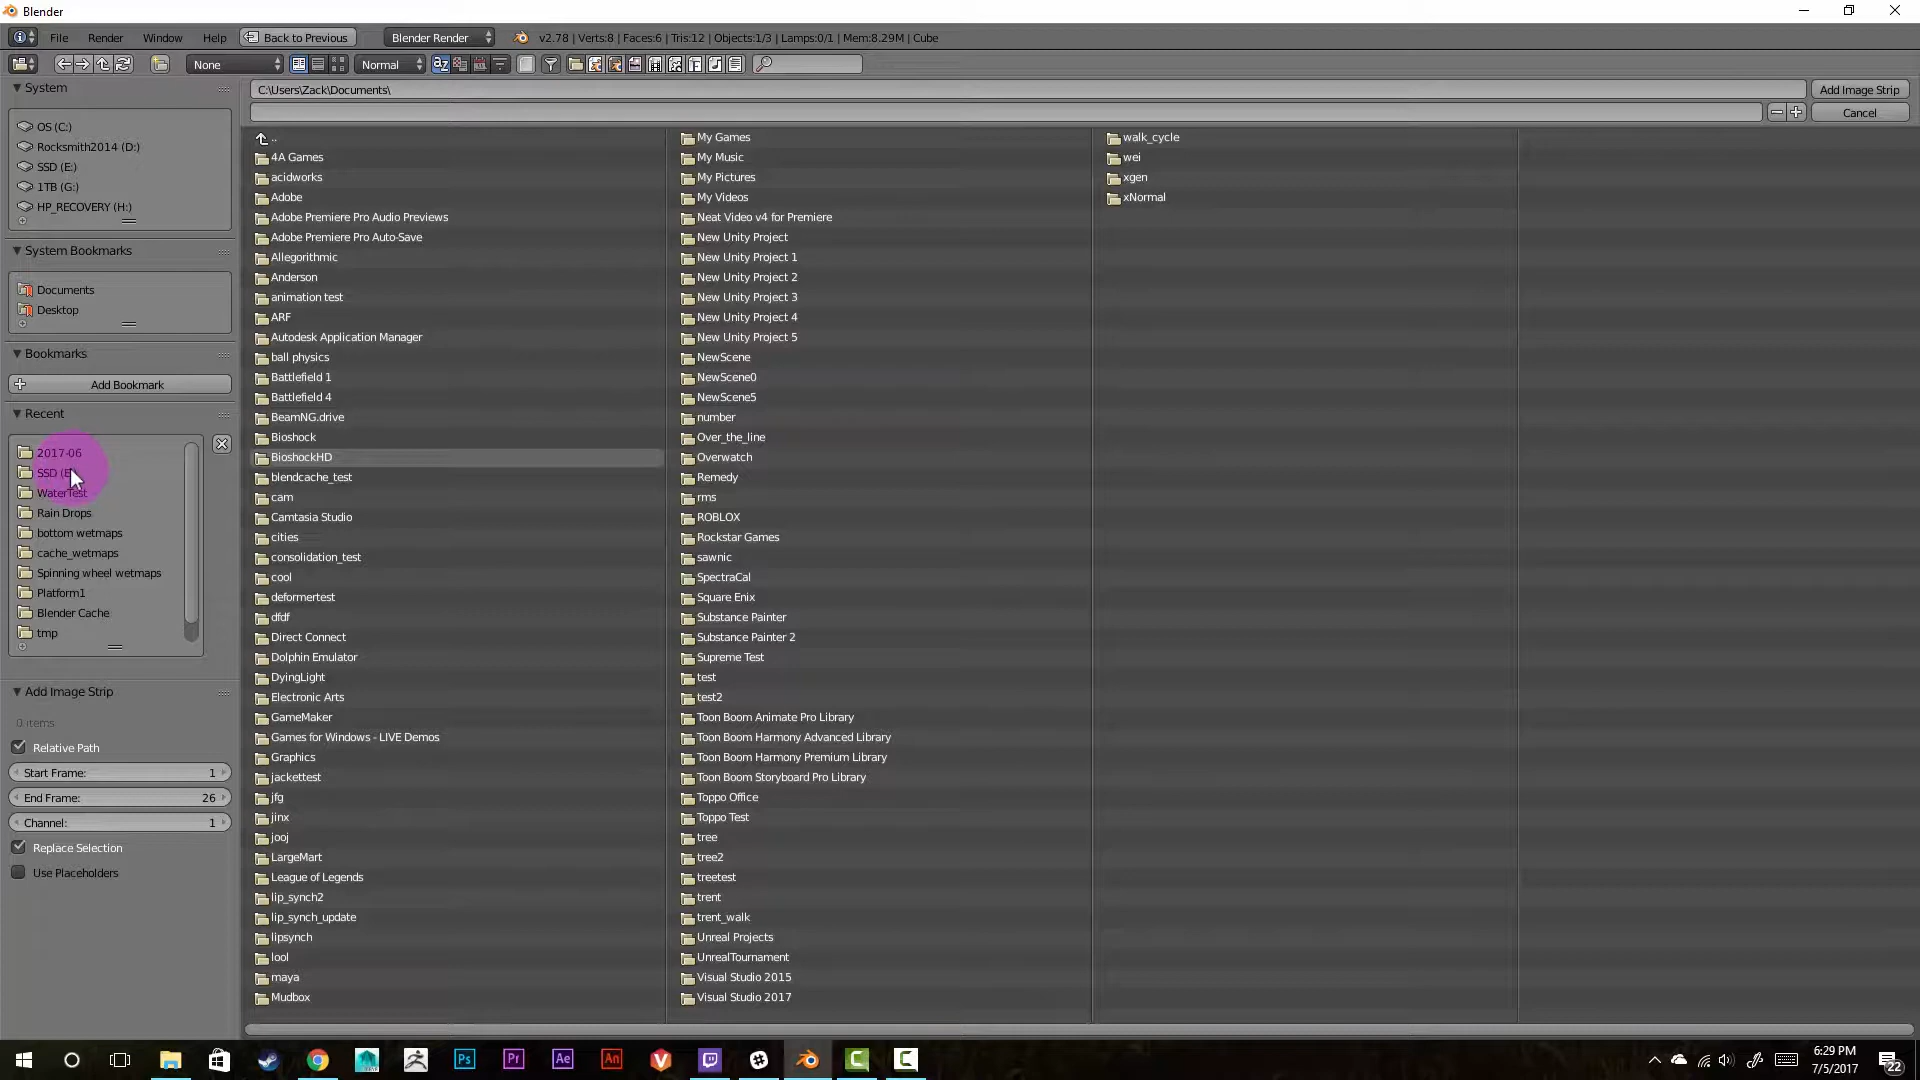 Blender
File Render Window Help Back to Previous Blender Render v2.78 | Verts:8 | Faces:6 | Tris:12 | Objects:1/3 | Lamps:0/1 | Mem:8.29M | Cube
None Normal
System
OS (C:)
Rocksmith2014 (D:)
SSD (E:)
1TB (G:)
HP_RECOVERY (H:)
System Bookmarks
Documents
Desktop
Bookmarks
Add Bookmark
Recent
2017-06
SSD (E:)
WaterTest
Rain Drops
bottom wetmaps
cache_wetmaps
Spinning wheel wetmaps
Platform1
Blender Cache
tmp
Add Image Strip
0 items
Relative Path
Start Frame: 1
End Frame: 26
Channel: 1
Replace Selection
Use Placeholders
C:\Users\Zack\Documents\
Add Image Strip
Cancel
..
4A Games
acidworks
Adobe
Adobe Premiere Pro Audio Previews
Adobe Premiere Pro Auto-Save
Allegorithmic
Anderson
animation test
ARF
Autodesk Application Manager
ball physics
Battlefield 1
Battlefield 4
BeamNG.drive
Bioshock
BioshockHD
blendcache_test
cam
Camtasia Studio
cities
consolidation_test
cool
deformertest
dfdf
Direct Connect
Dolphin Emulator
DyingLight
Electronic Arts
GameMaker
Games for Windows - LIVE Demos
Graphics
jackettest
jfg
jinx
jooj
LargeMart
League of Legends
lip_synch2
lip_synch_update
lipsynch
lool
maya
Mudbox
My Games
My Music
My Pictures
My Videos
Neat Video v4 for Premiere
New Unity Project
New Unity Project 1
New Unity Project 2
New Unity Project 3
New Unity Project 4
New Unity Project 5
NewScene
NewScene0
NewScene5
number
Over_the_line
Overwatch
Remedy
rms
ROBLOX
Rockstar Games
sawnic
SpectraCal
Square Enix
Substance Painter
Substance Painter 2
Supreme Test
test
test2
Toon Boom Animate Pro Library
Toon Boom Harmony Advanced Library
Toon Boom Harmony Premium Library
Toon Boom Storyboard Pro Library
Toppo Office
Toppo Test
tree
tree2
treetest
trent
trent_walk
Unreal Projects
UnrealTournament
Visual Studio 2015
Visual Studio 2017
walk_cycle
wei
xgen
xNormal
Ps Pr Ae An
6:29 PM
7/5/2017
22